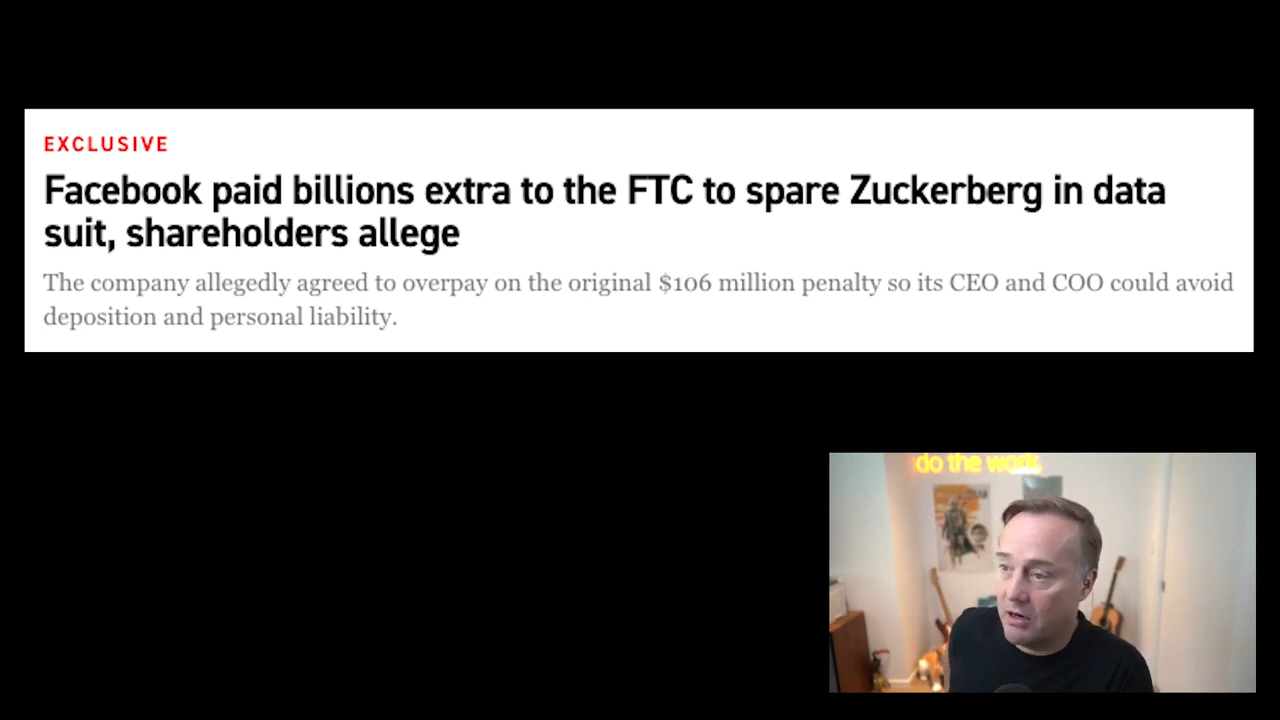 EXCLUSIVE
Facebook paid billions extra to the FTC to spare Zuckerberg in data
suit, shareholders allege
The company allegedly agreed to overpay on the original $106 million penalty so its CEO and COO could avoid
deposition and personal liability.
do the work